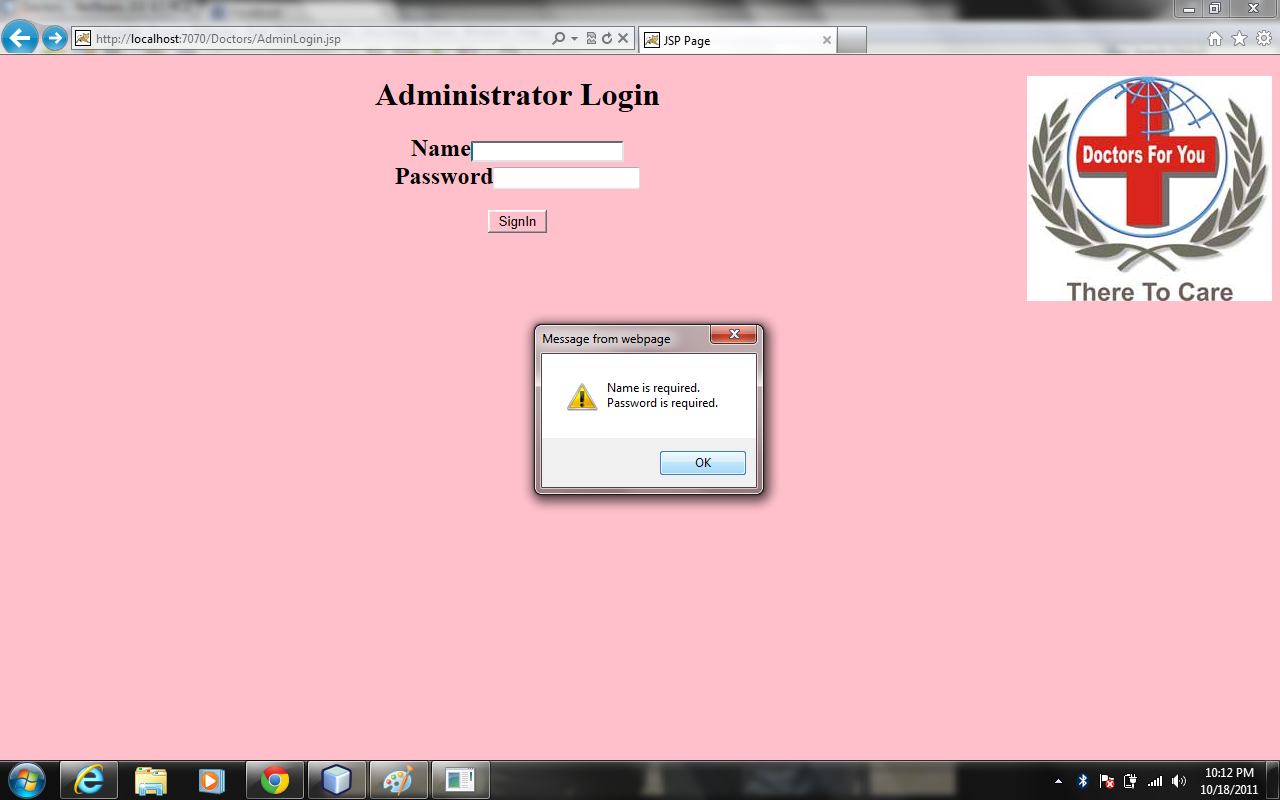 http://localhost:7070/Doctors/AdminLogin.jsp
JSP Page
Administrator Login
Name
Password
SignIn
Doctors For You
There To Care
Message from webpage
Name is required.
Password is required.
OK
10:12 PM
10/18/2011